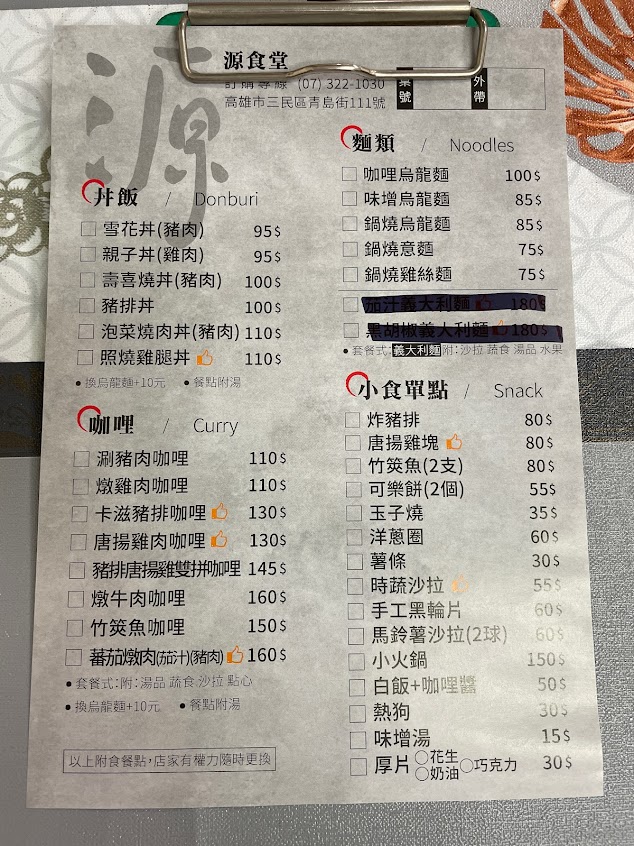 源
源食堂
訂購專線 (07) 322-1030
高雄市三民區青島街111號
桌號
外帶
丼飯 / Donburi
雪花丼(豬肉) 95$
親子丼(雞肉) 95$
壽喜燒丼(豬肉) 100$
豬排丼 100$
泡菜燒肉丼(豬肉) 110$
照燒雞腿丼 110$
•換烏龍麵+10元 •餐點附湯
咖哩 / Curry
涮豬肉咖哩 110$
燉雞肉咖哩 110$
卡滋豬排咖哩 130$
唐揚雞肉咖哩 130$
豬排唐揚雞雙拼咖哩 145$
燉牛肉咖哩 160$
竹筴魚咖哩 150$
蕃茄燉肉(茄汁)(豬肉) 160$
•套餐式:附:湯品 蔬食.沙拉 點心
•換烏龍麵+10元 •餐點附湯
以上附食餐點,店家有權力隨時更換
麵類 / Noodles
咖哩烏龍麵 100$
味增烏龍麵 85$
鍋燒烏龍麵 85$
鍋燒意麵 75$
鍋燒雞絲麵 75$
茄汁義大利麵 180$
黑胡椒義大利麵 180$
•套餐式:義大利麵附:沙拉 蔬食 湯品 水果
小食單點 / Snack
炸豬排 80$
唐揚雞塊 80$
竹筴魚(2支) 80$
可樂餅(2個) 55$
玉子燒 35$
洋蔥圈 60$
薯條 30$
時蔬沙拉 55$
手工黑輪片 60$
馬鈴薯沙拉(2球) 60$
小火鍋 150$
白飯+咖哩醬 50$
熱狗 30$
味增湯 15$
厚片 ○花生 ○奶油 ○巧克力 30$